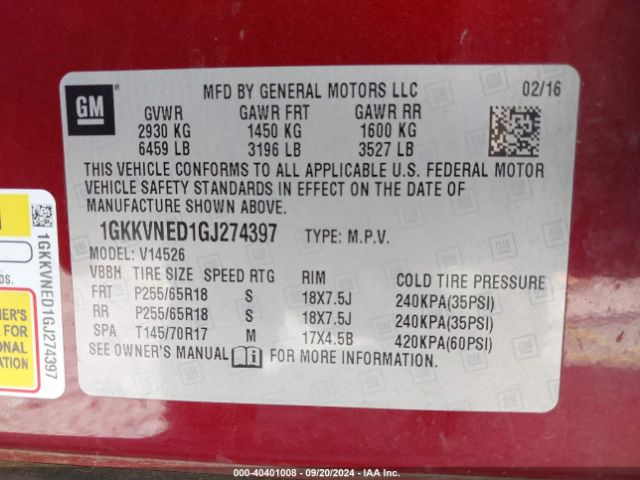 GM
MFD BY GENERAL MOTORS LLC
02/16
GVWR GAWR FRT GAWR RR
2930 KG 1450 KG 1600 KG
6459 LB 3196 LB 3527 LB
THIS VEHICLE CONFORMS TO ALL APPLICABLE U.S. FEDERAL MOTOR
VEHICLE SAFETY STANDARDS IN EFFECT ON THE DATE OF
MANUFACTURE SHOWN ABOVE.
1GKKVNED1GJ274397 TYPE: M.P.V.
MODEL: V14526
VBBH TIRE SIZE SPEED RTG RIM COLD TIRE PRESSURE
FRT P255/65R18 S 18X7.5J 240KPA(35PSI)
RR P255/65R18 S 18X7.5J 240KPA(35PSI)
SPA T145/70R17 M 17X4.5B 420KPA(60PSI)
SEE OWNER'S MANUAL FOR MORE INFORMATION.
1GKKVNED1GJ274397
FOR
000 - 40401008 - 09/20/2024 - IAA Inc.